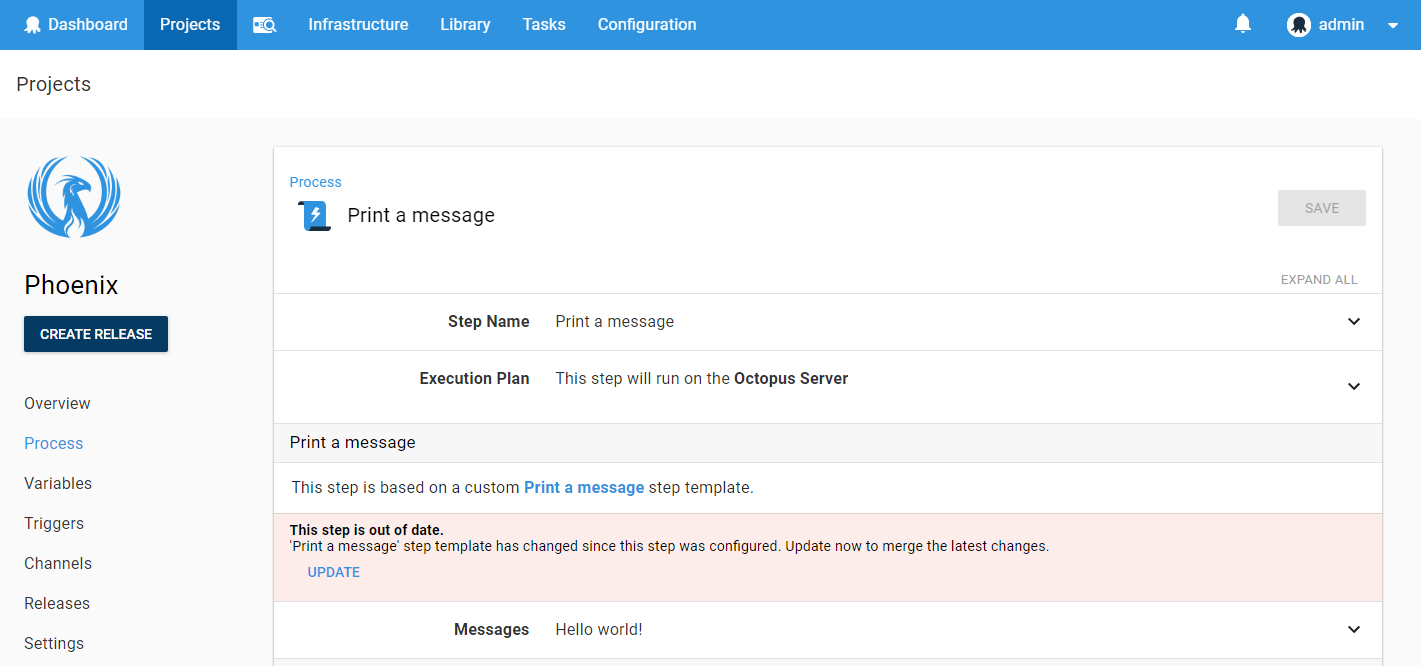 Dashboard Projects Infrastructure Library Tasks Configuration admin
Projects
Phoenix
CREATE RELEASE
Overview
Process
Variables
Triggers
Channels
Releases
Settings
Process
Print a message
SAVE
EXPAND ALL
Step Name Print a message
Execution Plan This step will run on the Octopus Server
Print a message
This step is based on a custom Print a message step template.
This step is out of date.
'Print a message' step template has changed since this step was configured. Update now to merge the latest changes.
UPDATE
Messages Hello world!